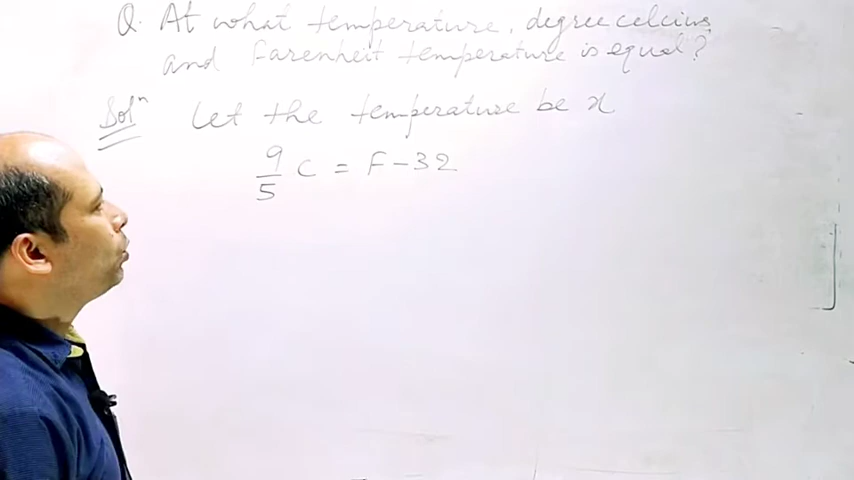 Q. At what temperature, degree celcius
and Farenheit temperature is equal?
Solⁿ Let the temperature be x
9/5 C = F - 32